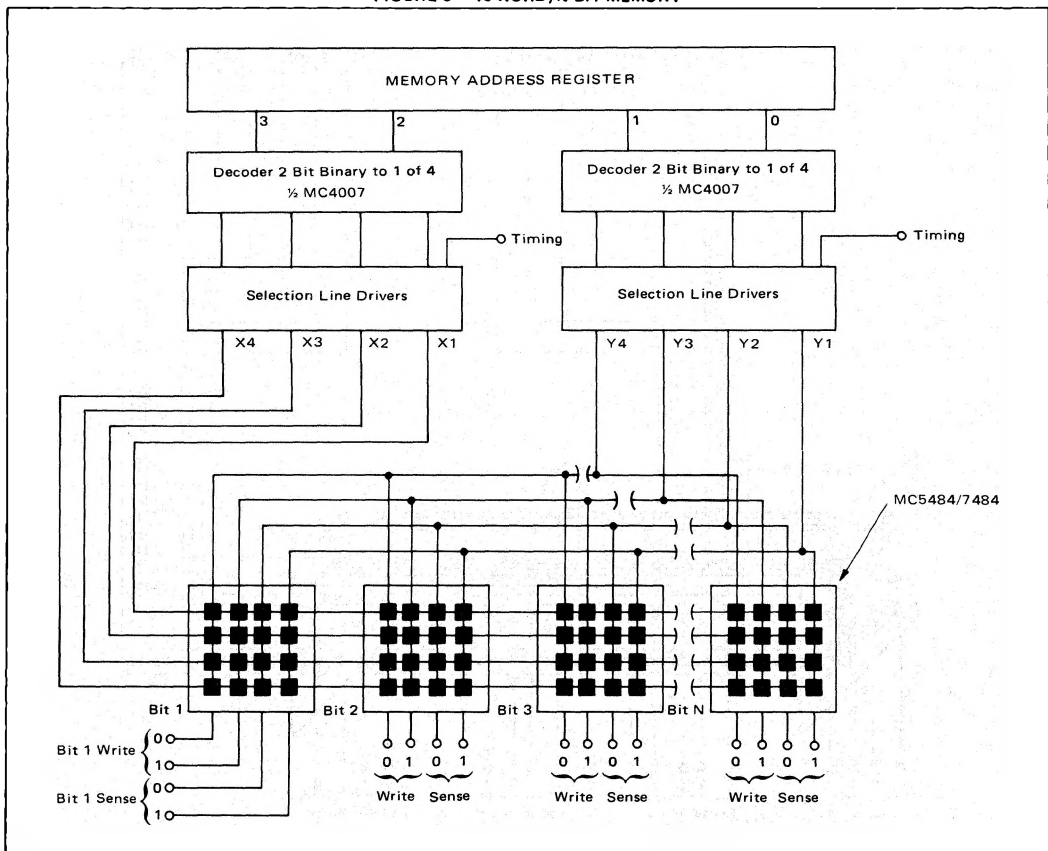 MEMORY ADDRESS REGISTER
3 2 1 0
Decoder 2 Bit Binary to 1 of 4
½ MC4007
Decoder 2 Bit Binary to 1 of 4
½ MC4007
Timing
Timing
Selection Line Drivers
Selection Line Drivers
X4 X3 X2 X1
Y4 Y3 Y2 Y1
MC5484/7484
Bit 1
Bit 2
Bit 3
Bit N
Bit 1 Write
0
1
Bit 1 Sense
0
1
0 1 0 1
Write Sense
0 1 0 1
Write Sense
0 1 0 1
Write Sense